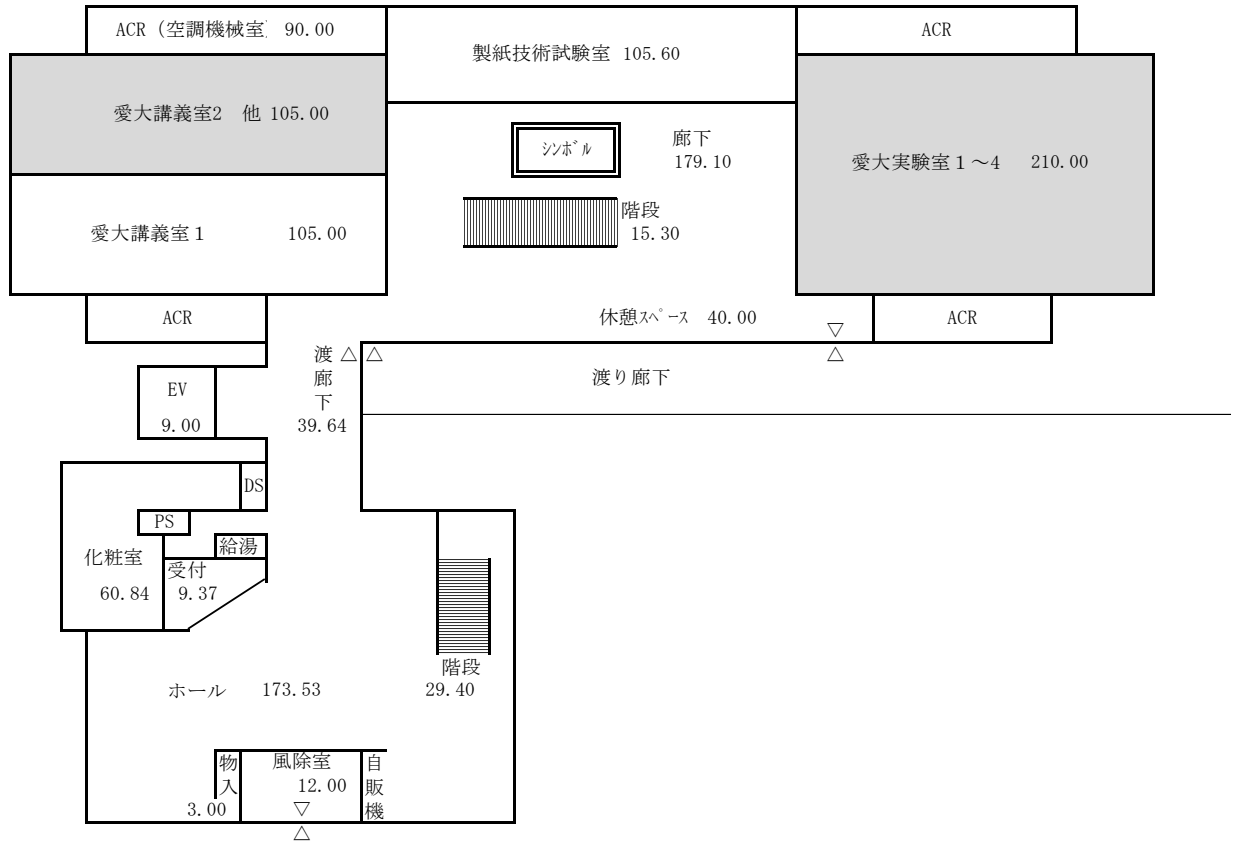 ACR（空調機械室 90.00
製紙技術試験室 105.60
ACR
愛大講義室2 他 105.00
ｼﾝﾎﾞﾙ
廊下
179.10
愛大実験室１～4 210.00
階段
15.30
愛大講義室１ 105.00
ACR
休憩ｽﾍﾟｰｽ 40.00
▽
ACR
渡廊下
△ △
△
39.64
渡り廊下
EV
9.00
DS
PS
給湯
化粧室
60.84
受付
9.37
階段
29.40
ホール 173.53
物入
3.00
風除室
12.00
▽
△
自販機